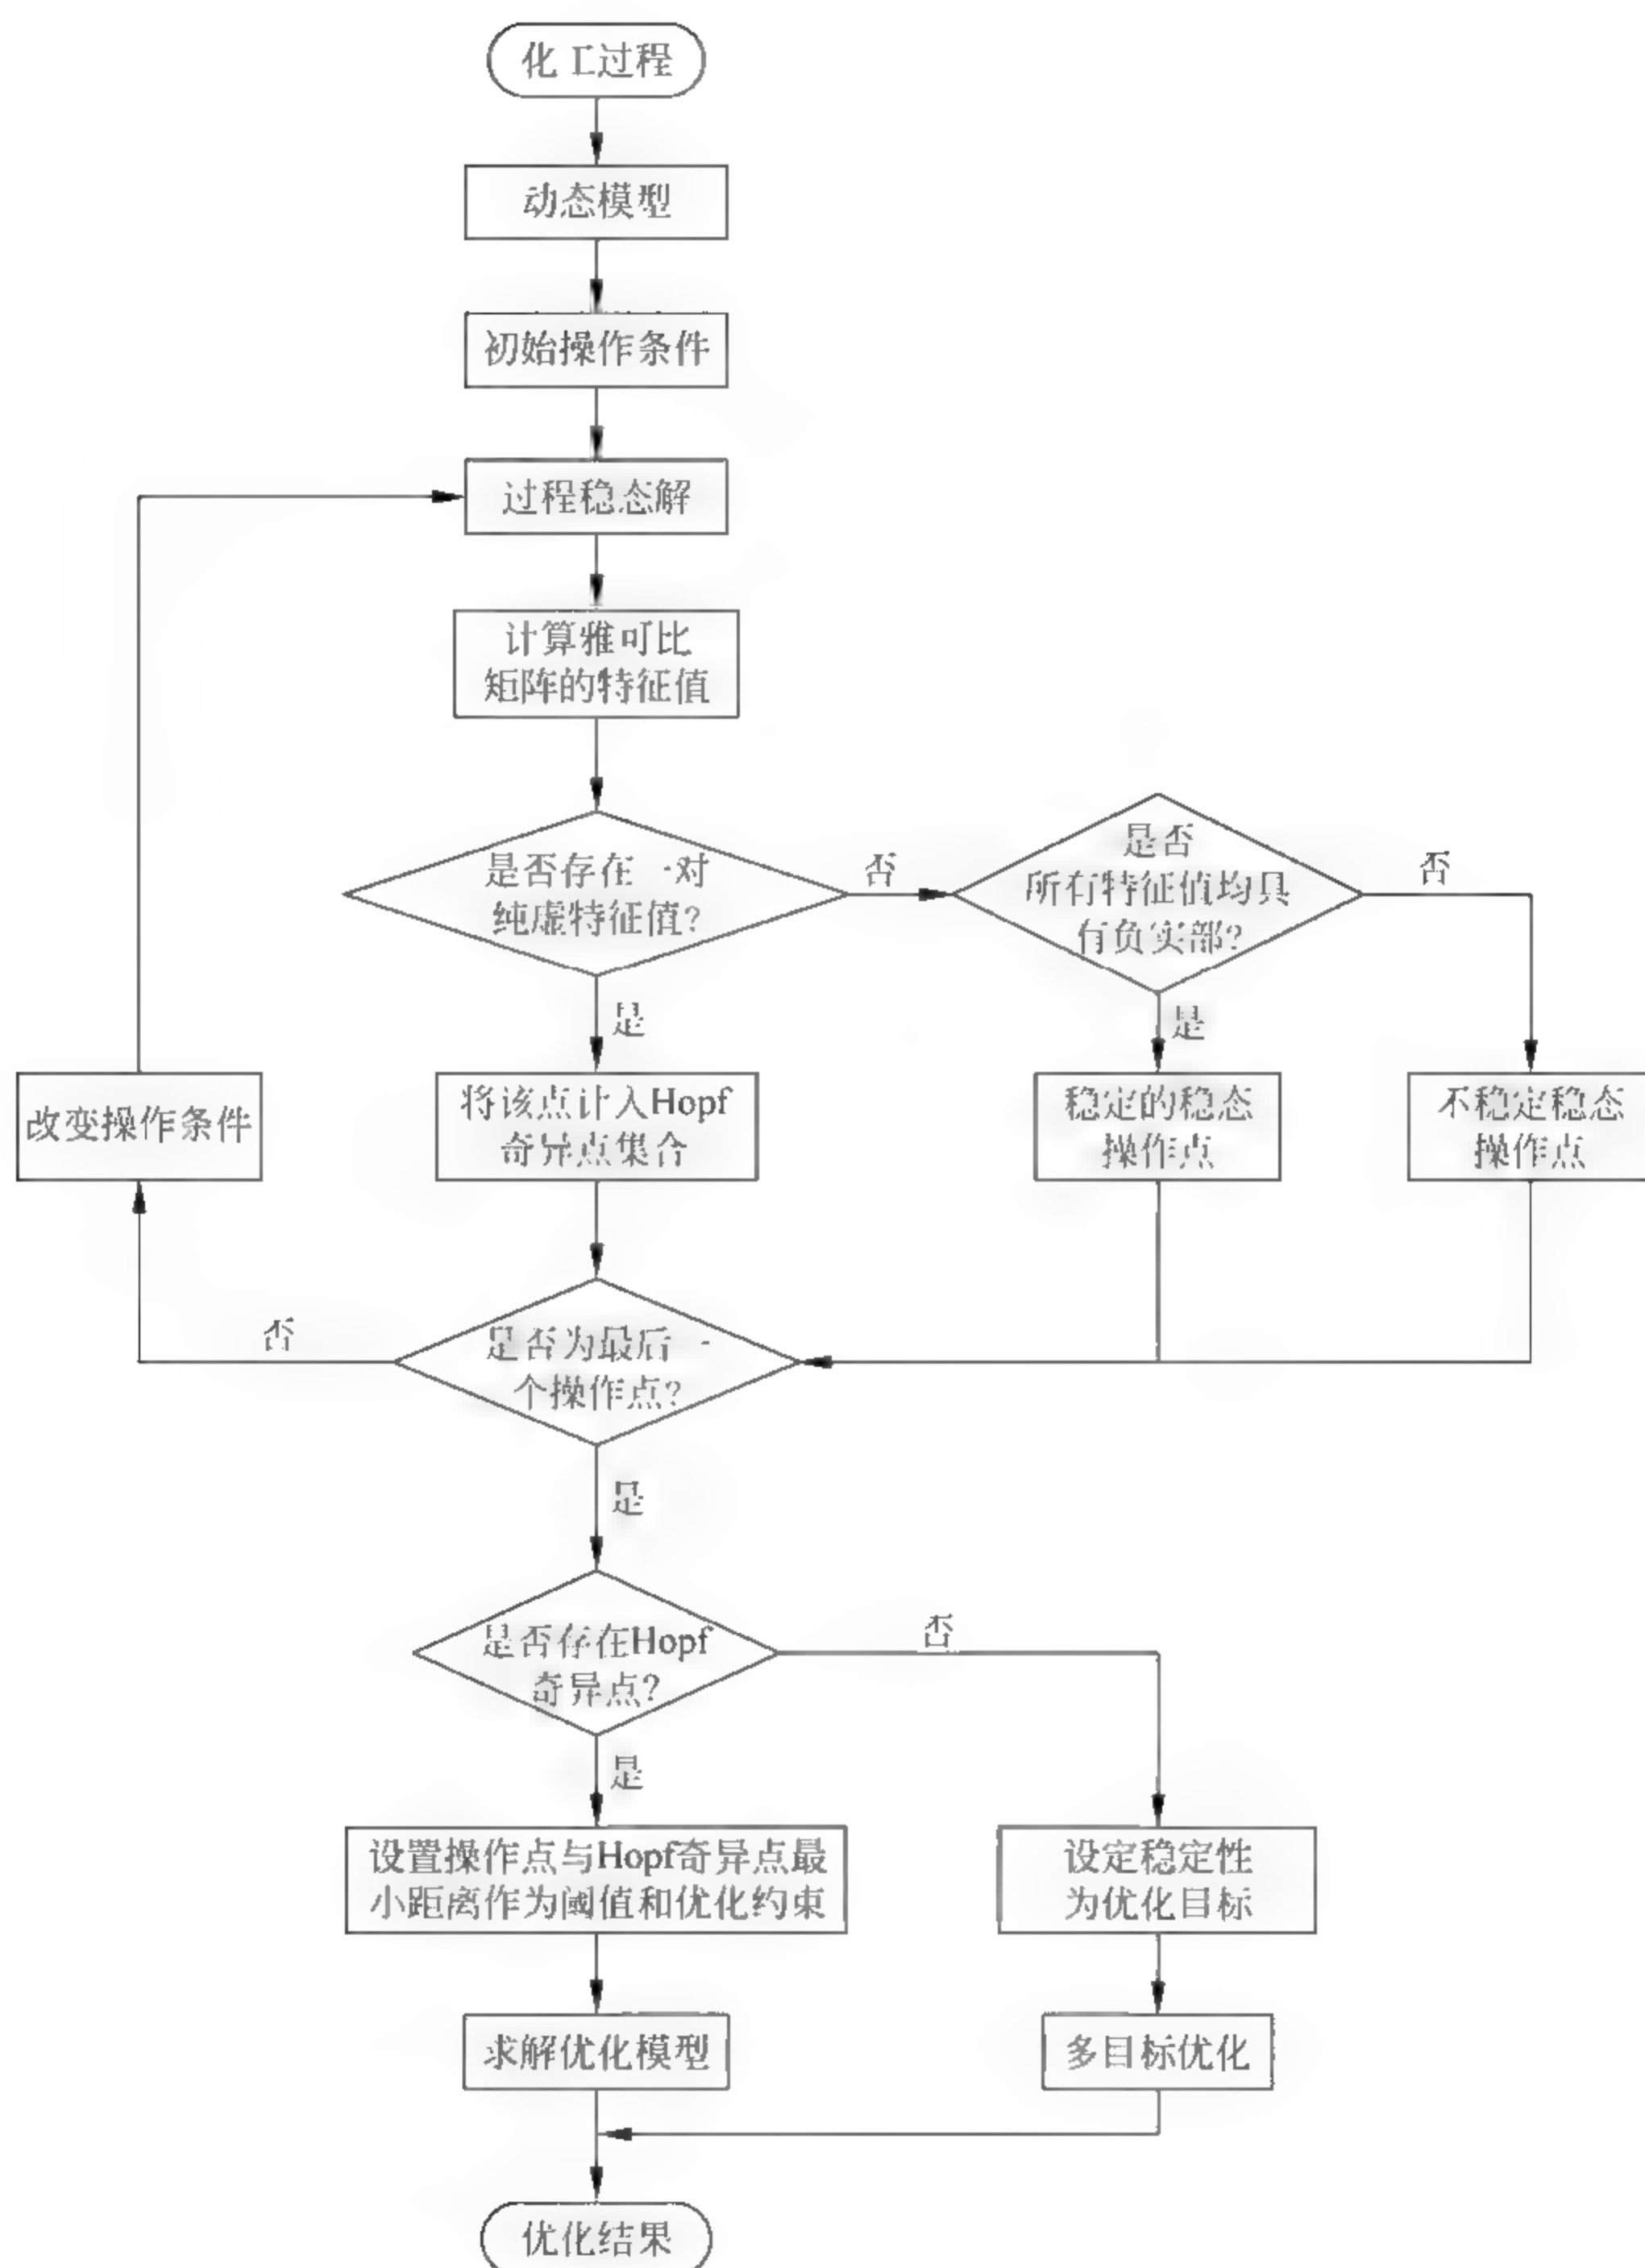 化工过程
动态模型
初始操作条件
过程稳态解
计算雅可比
矩阵的特征值
是否存在一对
纯虚特征值?
否
是否
所有特征值均具
有负实部?
否
是
是
改变操作条件
将该点计入Hopf
奇异点集合
稳定的稳态
操作点
不稳定稳态
操作点
否
是否为最后一
个操作点?
是
是否存在Hopf
奇异点?
否
是
设置操作点与Hopf奇异点最
小距离作为阈值和优化约束
设定稳定性
为优化目标
求解优化模型
多目标优化
优化结果